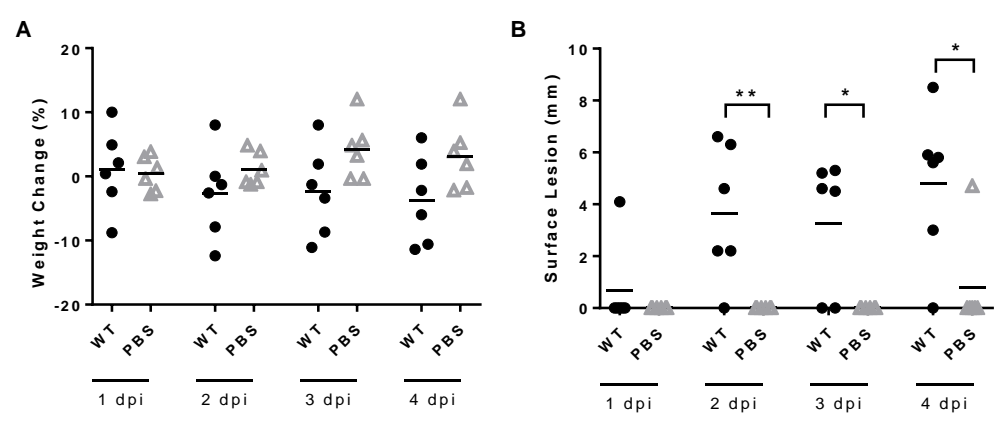 A
Weight Change (%)
20
10
0
-10
-20
WT PBS WT PBS WT PBS WT PBS
1 dpi 2 dpi 3 dpi 4 dpi
B
Surface Lesion (mm)
10
8
6
4
2
0
** * *
WT PBS WT PBS WT PBS WT PBS
1 dpi 2 dpi 3 dpi 4 dpi